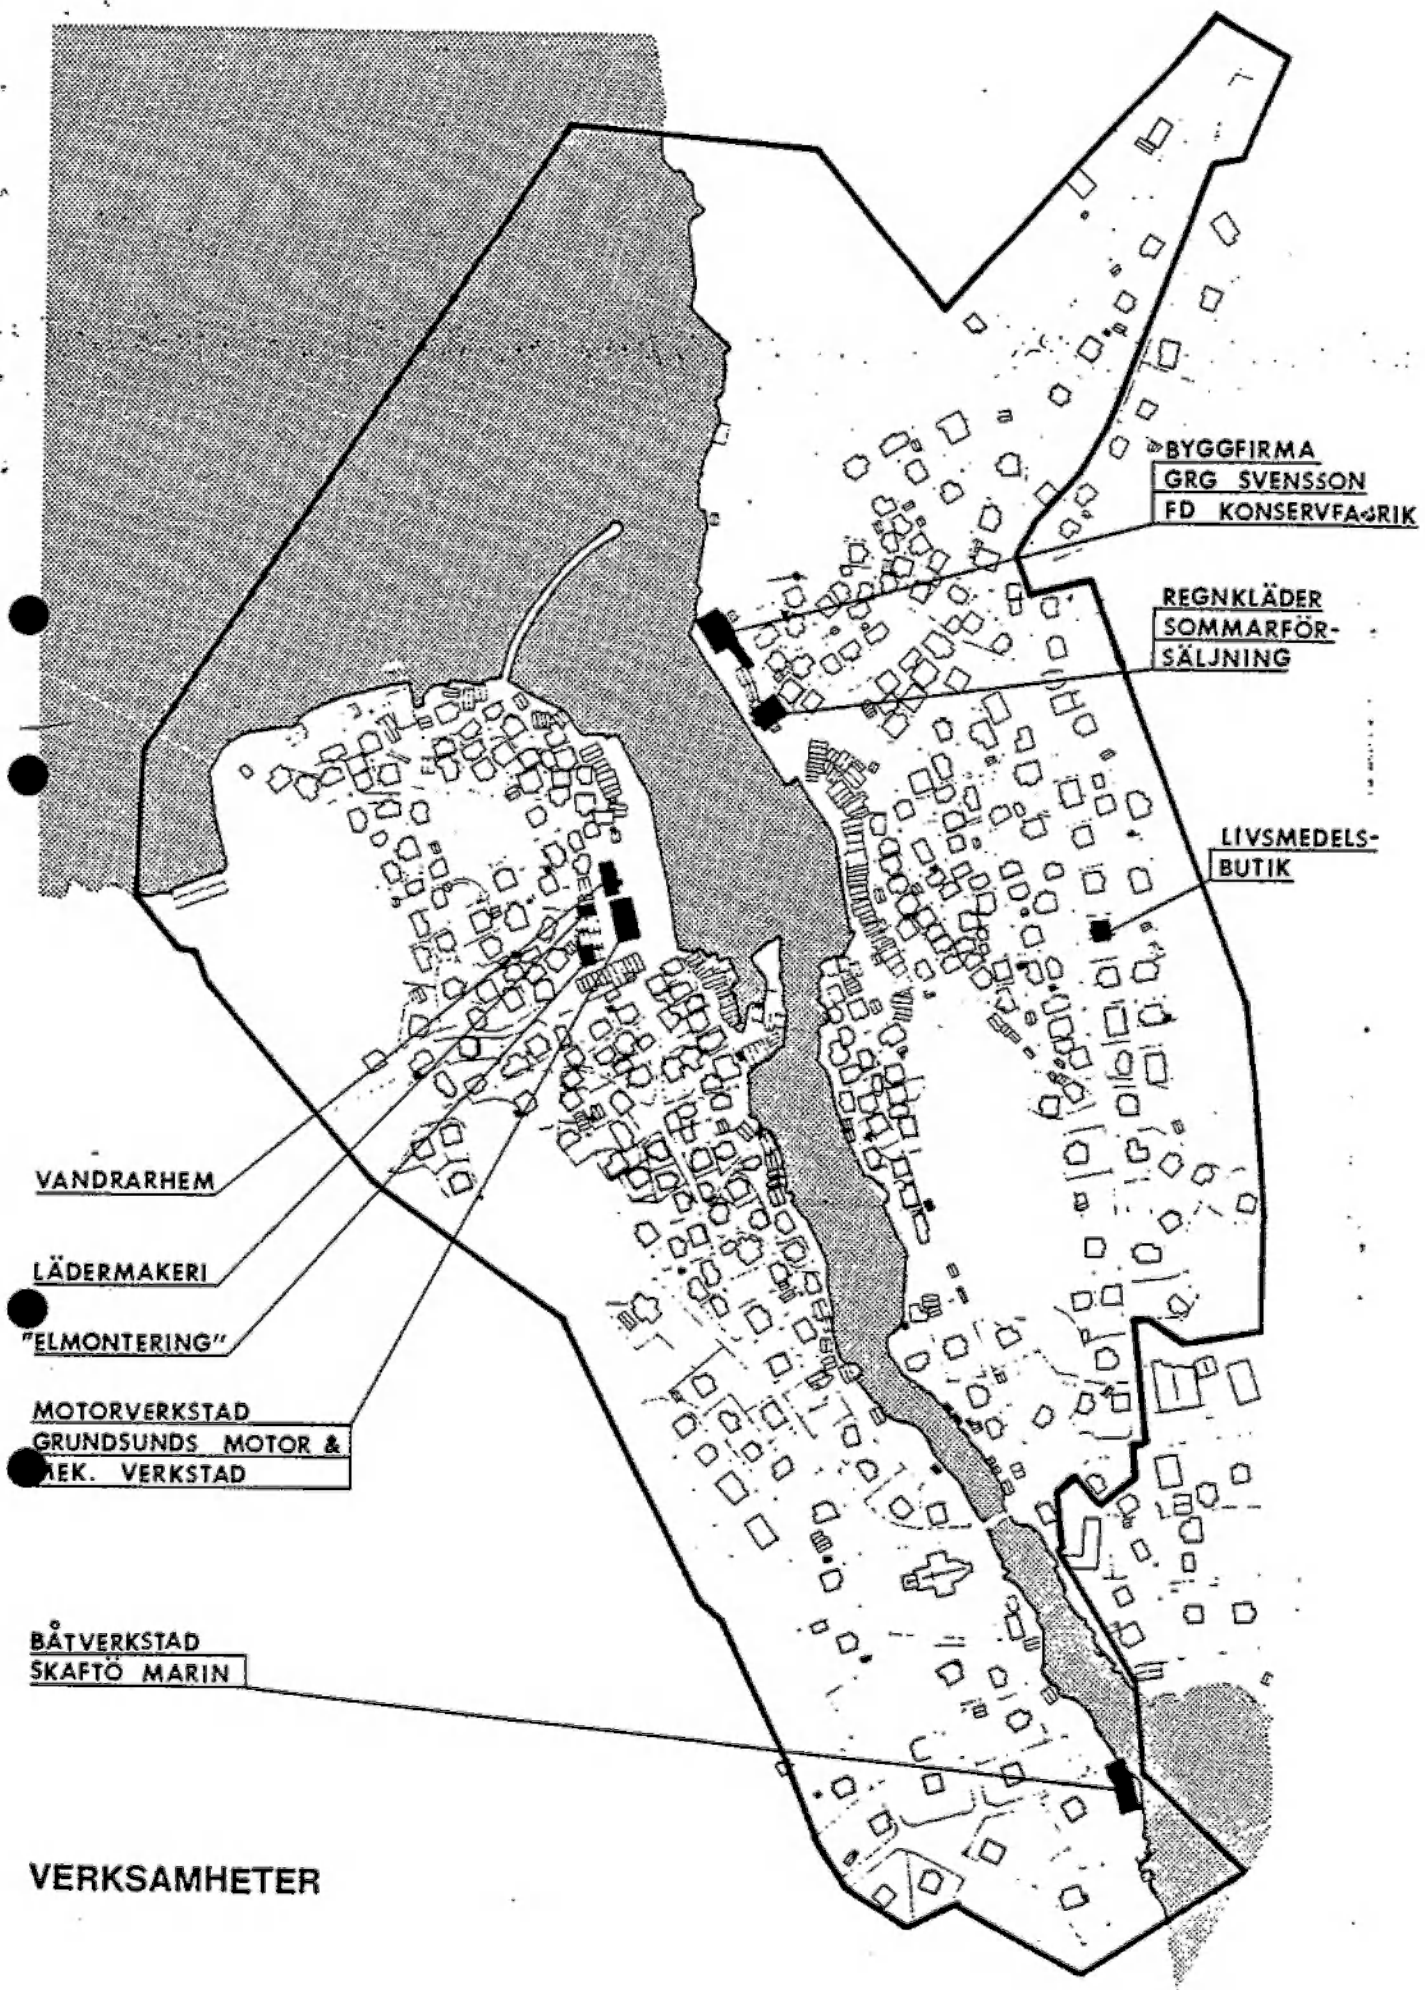 BYGGFIRMA
GRG SVENSSON
FD KONSERVFABRIK
REGNKLÄDER
SOMMARFÖR-
SÄLJNING
LIVSMEDELS-
BUTIK
VANDRARHEM
LÄDERMAKERI
"ELMONTERING"
MOTORVERKSTAD
GRUNDSUNDS MOTOR &
MEK. VERKSTAD
BÅTVERKSTAD
SKAFTÖ MARIN
VERKSAMHETER